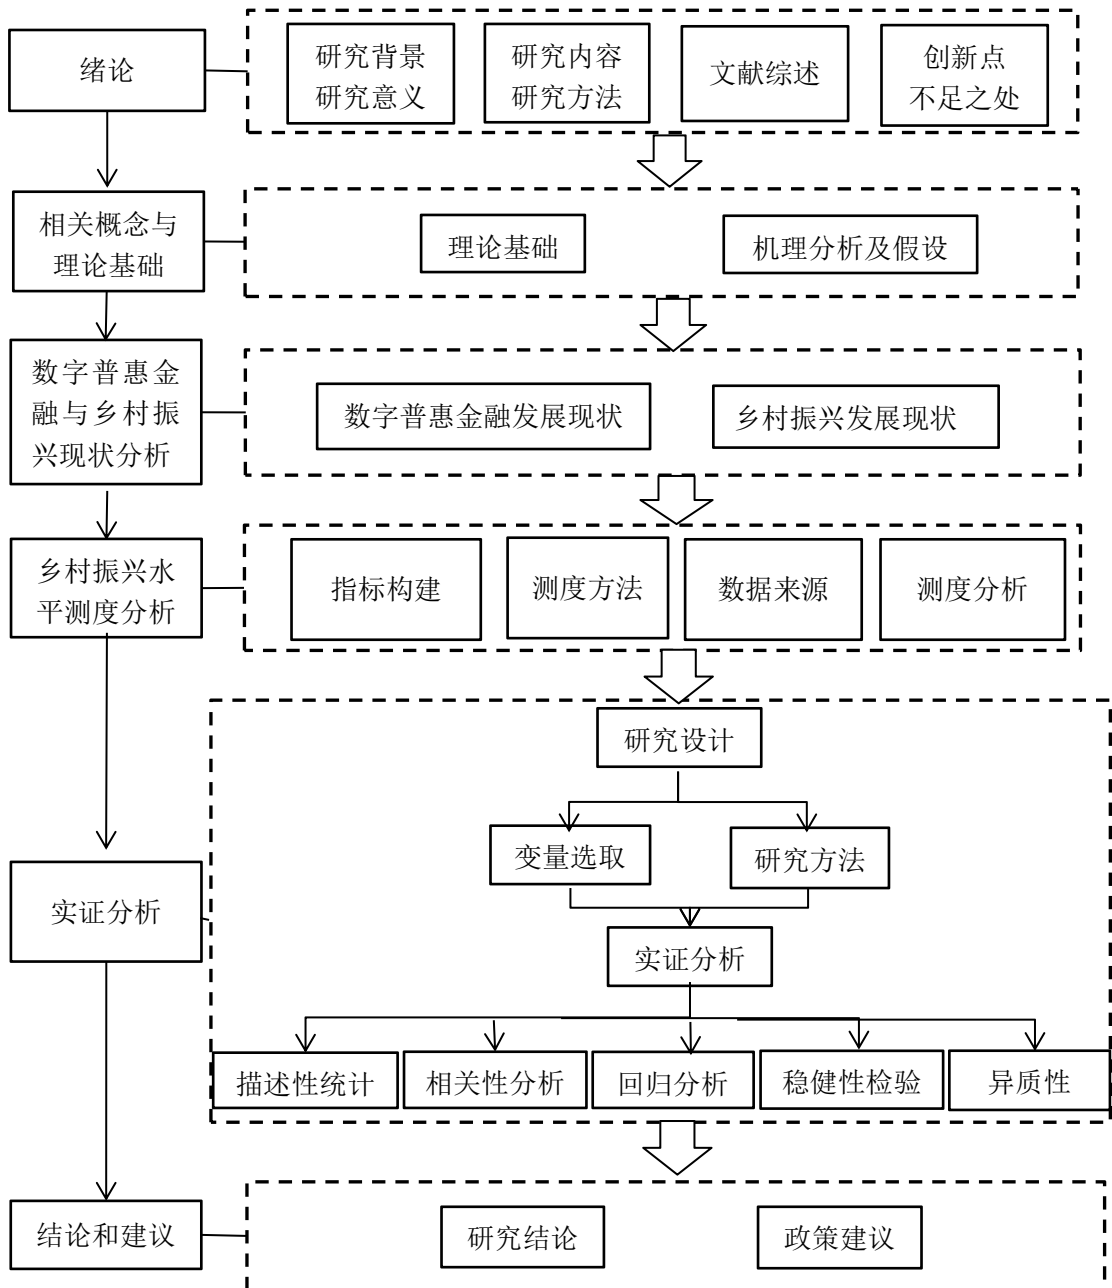 绪论
研究背景
研究意义
研究内容
研究方法
文献综述
创新点
不足之处
相关概念与
理论基础
理论基础
机理分析及假设
数字普惠金
融与乡村振
兴现状分析
数字普惠金融发展现状
乡村振兴发展现状
乡村振兴水
平测度分析
指标构建
测度方法
数据来源
测度分析
实证分析
研究设计
变量选取
研究方法
实证分析
描述性统计
相关性分析
回归分析
稳健性检验
异质性
结论和建议
研究结论
政策建议